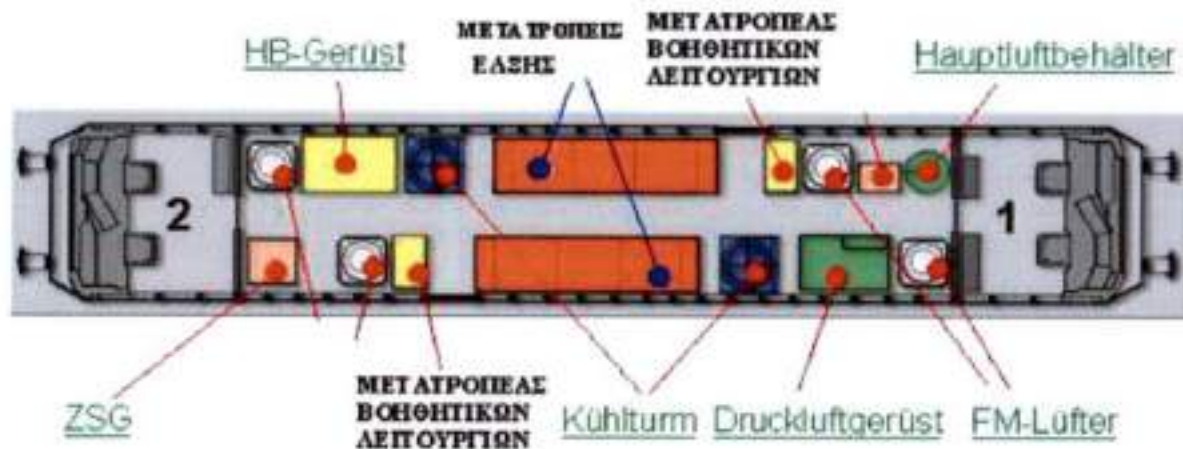 HB-Gerüst
ΜΕΤΑΤΡΟΠΕΙΣ
ΕΛΞΗΣ
ΜΕΤΑΤΡΟΠΕΑΣ
ΒΟΗΘΗΤΙΚΩΝ
ΛΕΙΤΟΥΡΓΙΩΝ
Hauptluftbehälter
2
1
ZSG
ΜΕΤΑΤΡΟΠΕΑΣ
ΒΟΗΘΗΤΙΚΩΝ
ΛΕΙΤΟΥΡΓΙΩΝ
Kühlturm
Druckluftgerüst
FM-Lüfter